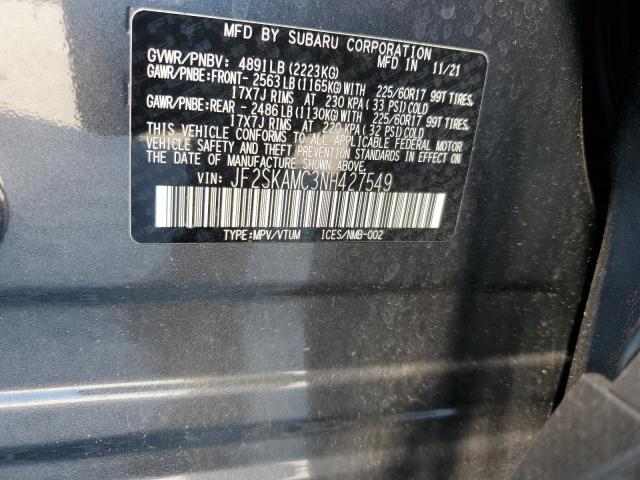 MFD BY SUBARU CORPORATION
MFD IN 11/21
GVWR/PNBV: 4891LB(2223KG)
GAWR/PNBE:FRONT-2563LB(1165KG)WITH 225/60R17 99T TIRES,
17X7J RIMS AT 230 KPA(33 PSI)COLD
GAWR/PNBE:REAR -2486LB(1130KG)WITH 225/60R17 99T TIRES,
17X7J RIMS AT 220 KPA(32 PSI)COLD
THIS VEHICLE CONFORMS TO ALL APPLICABLE FEDERAL MOTOR
VEHICLE SAFETY AND THEFT PREVENTION STANDARDS IN EFFECT
ON THE DATE OF MANUFACTURE SHOWN ABOVE.
VIN: JF2SKAMC3NH427549
TYPE:MPV/VTUM ICES/NMB-002